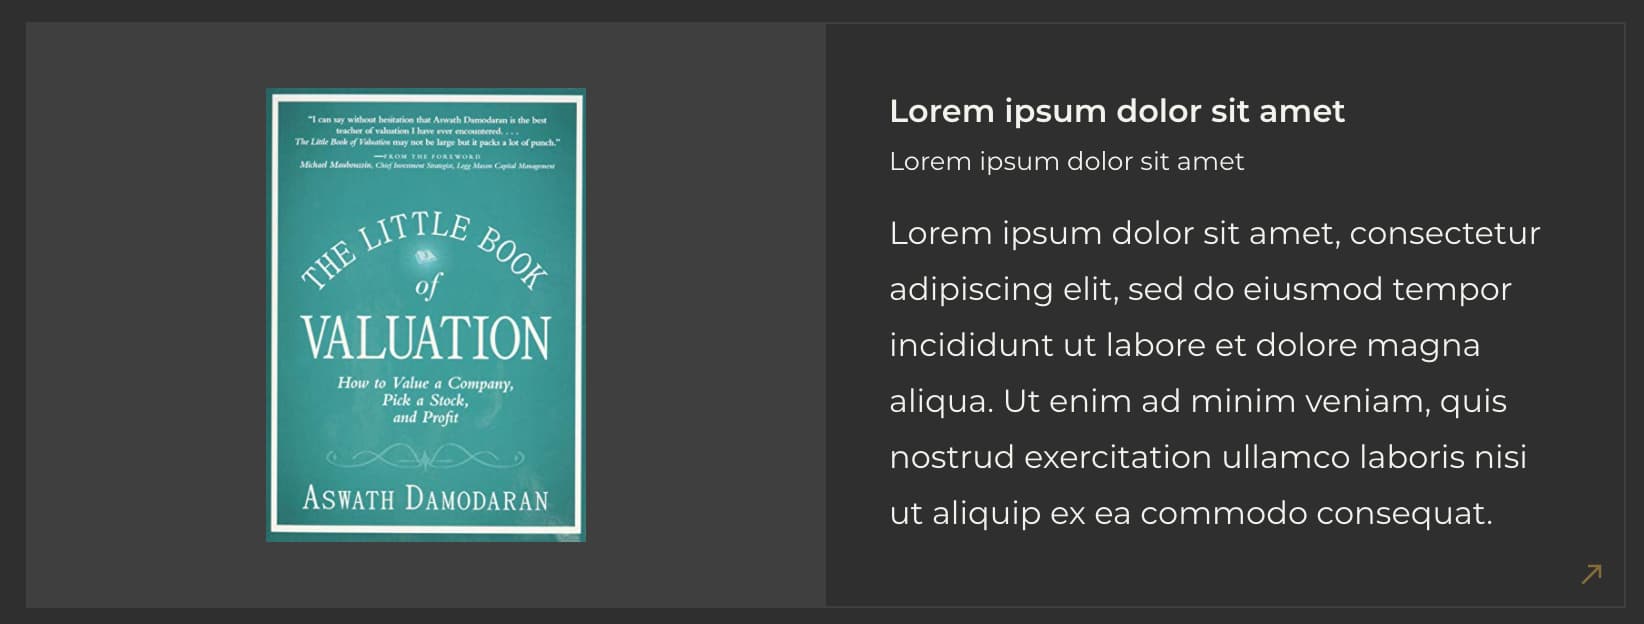 "I can say without hesitation that Aswath Damodaran is the best
teacher of valuation I have ever encountered. . . .
The Little Book of Valuation may not be large but it packs a lot of punch."
—FROM THE FOREWORD
Michael Mauboussin, Chief Investment Strategist, Legg Mason Capital Management
THE LITTLE BOOK
of
VALUATION
How to Value a Company,
Pick a Stock,
and Profit
ASWATH DAMODARAN
Lorem ipsum dolor sit amet
Lorem ipsum dolor sit amet
Lorem ipsum dolor sit amet, consectetur
adipiscing elit, sed do eiusmod tempor
incididunt ut labore et dolore magna
aliqua. Ut enim ad minim veniam, quis
nostrud exercitation ullamco laboris nisi
ut aliquip ex ea commodo consequat.